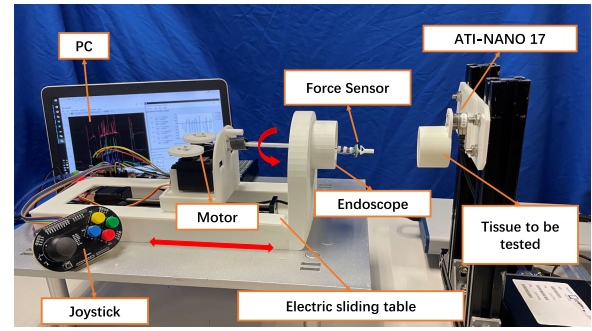 PC
ATI-NANO 17
Force Sensor
Motor
Endoscope
Tissue to be
tested
Joystick
Electric sliding table